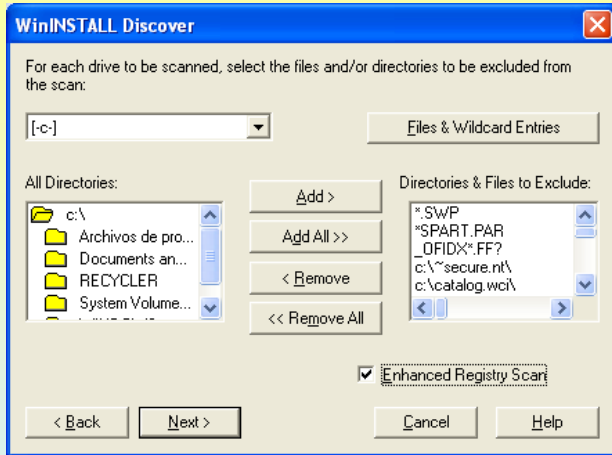 WinINSTALL Discover
For each drive to be scanned, select the files and/or directories to be excluded from
the scan:
[-c-]
Files & Wildcard Entries
All Directories:
Directories & Files to Exclude:
c:\
Archivos de pro...
Documents an...
RECYCLER
System Volume...
Add >
Add All >>
< Remove
<< Remove All
*.SWP
*SPART.PAR
_OFIDX*.FF?
c:\~secure.nt\
c:\catalog.wci\
Enhanced Registry Scan
< Back
Next >
Cancel
Help